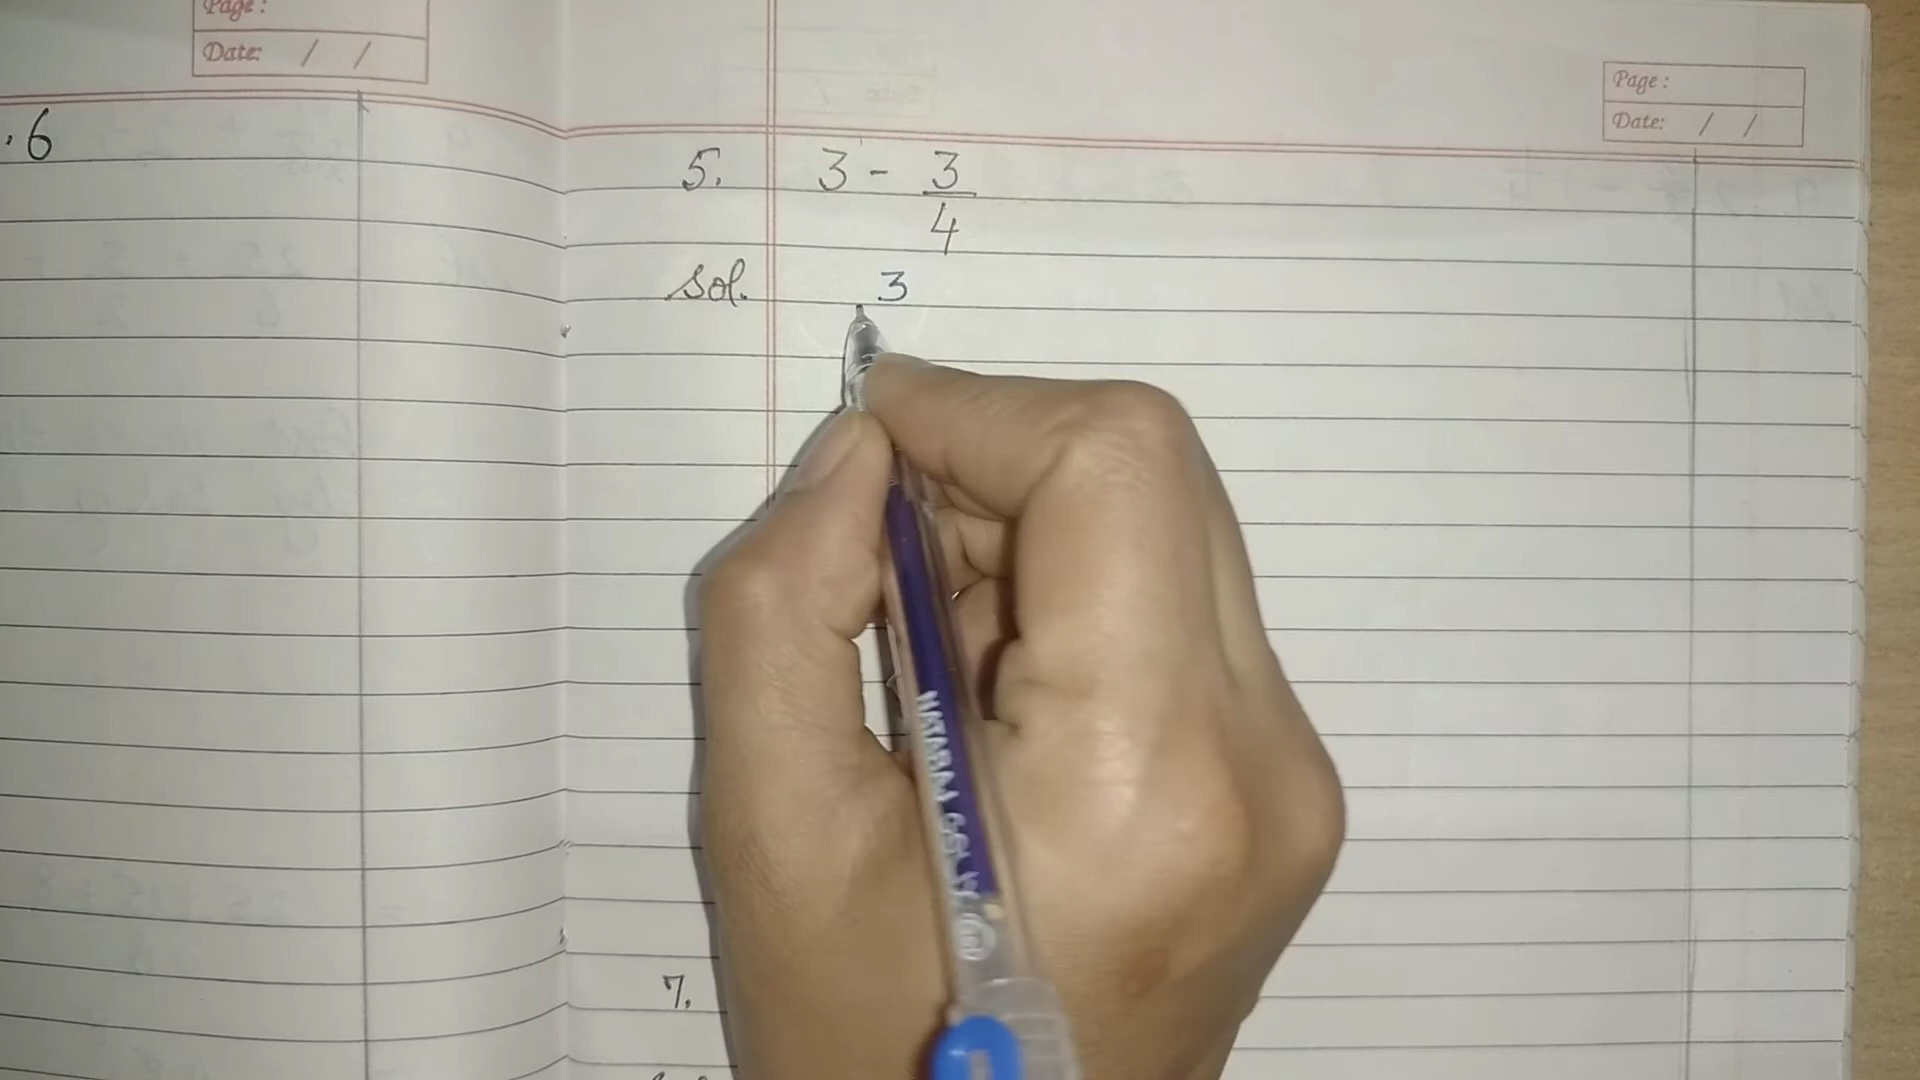 Page :
Date: / /
Page :
Date: / /
.6
5. 3 - 3/4
Sol. 3
7.